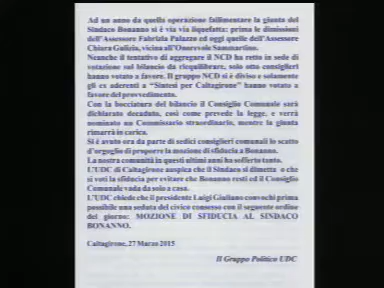 Ad un anno da quella operazione fallimentare la giunta del
Sindaco Bonanno si è via via liquefatta: prima le dimissioni
dell'Assessore Fabrizia Palazzo ed oggi quelle dell'Assessore
Chiara Gulizia, vicina all'Onorevole Sammartino.
Neanche il tentativo di aggregare il NCD ha retto in sede di
votazione sul bilancio da riequilibrare, solo otto consiglieri
hanno votato a favore. Il gruppo NCD si è diviso e solamente
gli ex aderenti a "Sintesi per Caltagirone" hanno votato a
favore del provvedimento.
Con la bocciatura del bilancio il Consiglio Comunale sarà
dichiarato decaduto, così come prevede la legge, e verrà
nominato un Commissario straordinario, mentre la giunta
rimarrà in carica.
Si è avuto ora da parte di sedici consiglieri comunali lo scatto
d'orgoglio di proporre la mozione di sfiducia a Bonanno.
La nostra comunità in questi ultimi anni ha sofferto tanto.
L'UDC di Caltagirone auspica che il Sindaco si dimetta o che
si voti la sfiducia per evitare che Bonanno resti ed il Consiglio
Comunale vada da solo a casa.
L'UDC chiede che il presidente Luigi Giuliano convochi prima
possibile una seduta del civico consesso con il seguente ordine
del giorno: MOZIONE DI SFIDUCIA AL SINDACO
BONANNO.
Caltagirone, 27 Marzo 2015
Il Gruppo Politico UDC